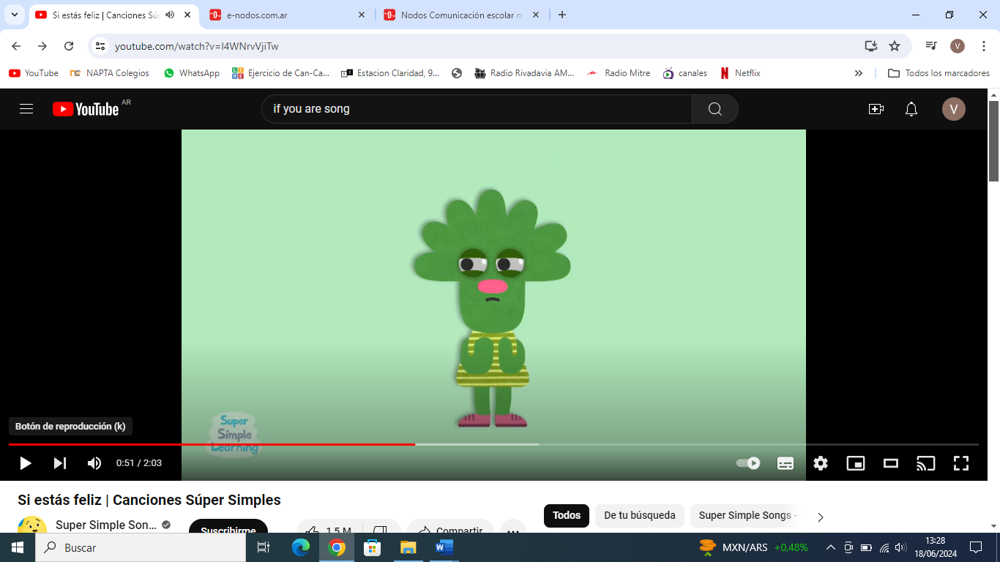 Si estás feliz | Canciones Sú
e-nodos.com.ar
Nodos Comunicación escolar m
youtube.com/watch?v=I4WNrvVjiTw
V
YouTube
NAPTA Colegios
WhatsApp
LIVE
Ejercicio de Can-Ca...
Estacion Claridad, 9...
Radio Rivadavia AM...
Radio Mitre
canales
Netflix
Todos los marcadores
YouTube AR
if you are song
V
Super
Simple
Learning
Botón de reproducción (k)
0:51 / 2:03
Si estás feliz | Canciones Súper Simples
Todos
De tu búsqueda
Super Simple Songs -
Super Simple Son...
Suscribirme
1.5 M
Compartir
Buscar
MXN/ARS +0,48%
13:28
18/06/2024